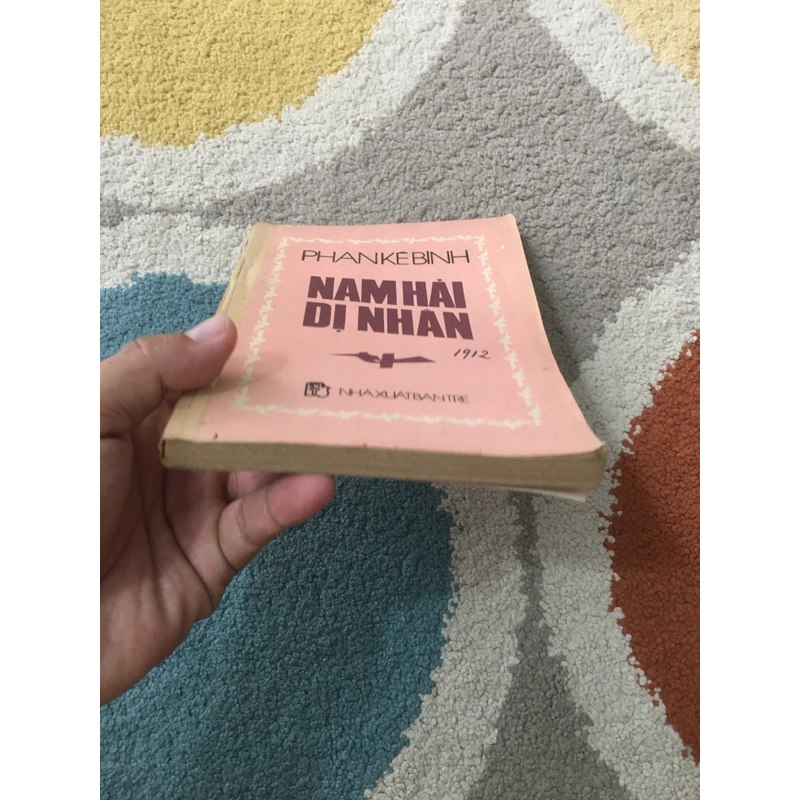 PHAN KẾ BÍNH
NAM HẢI
DỊ NHÂN
1912
NHÀ XUẤT BẢN TRẺ